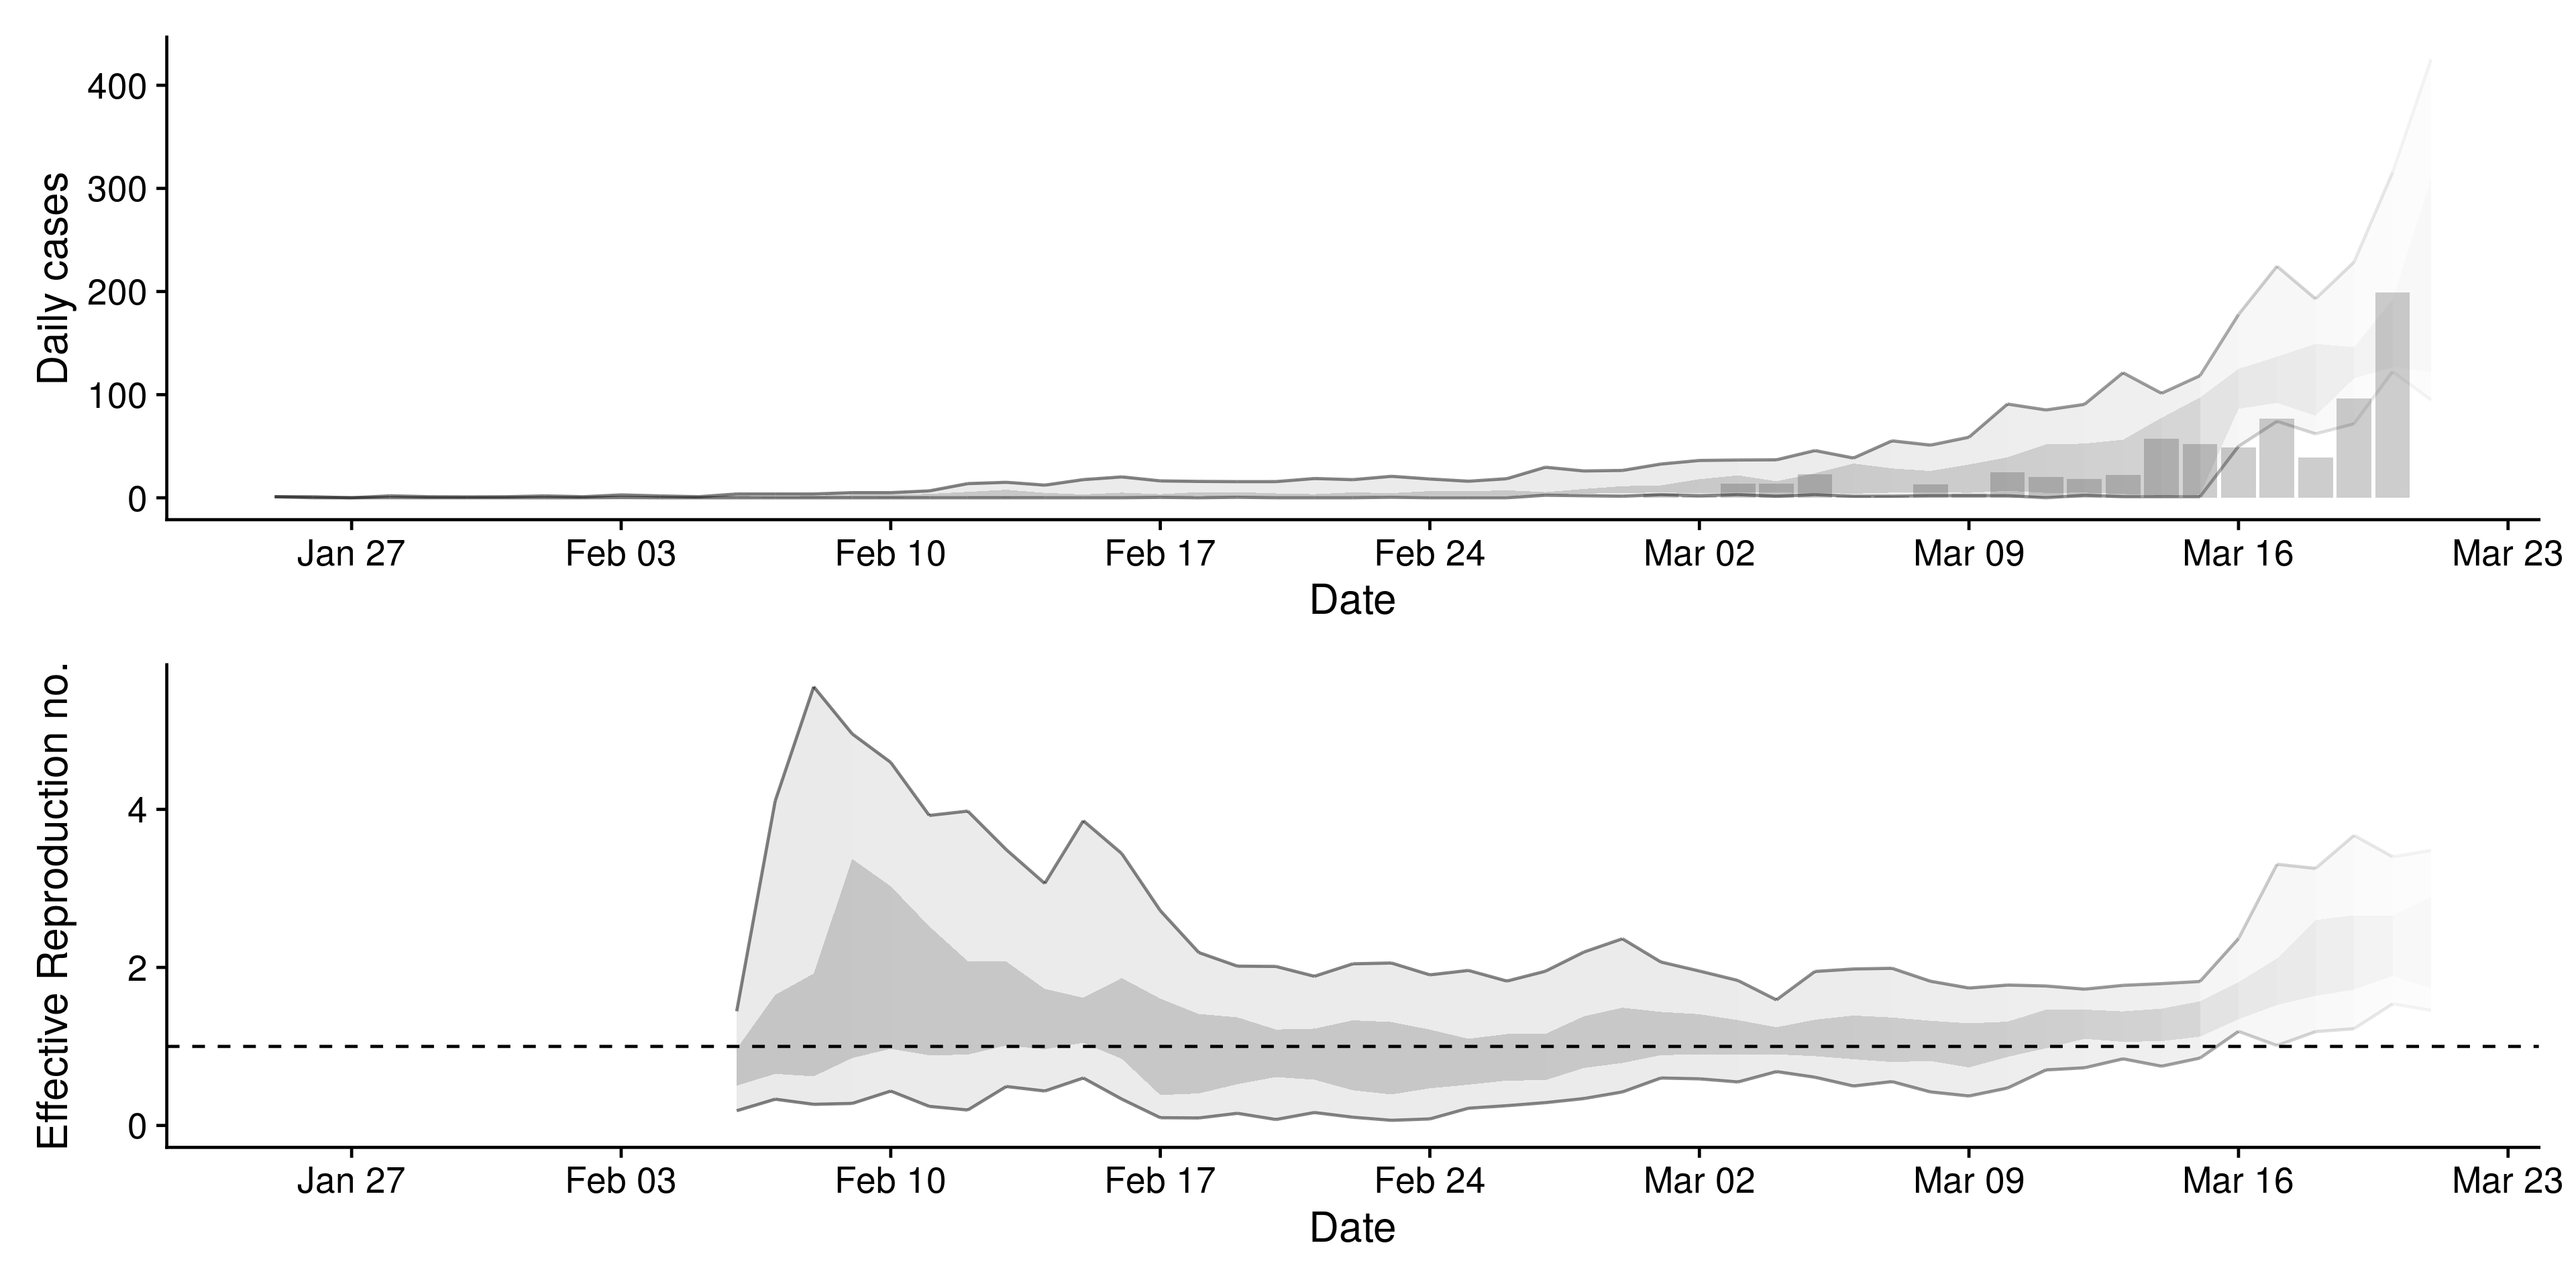 Daily cases
400
300
200
100
0
Jan 27 Feb 03 Feb 10 Feb 17 Feb 24 Mar 02 Mar 09 Mar 16 Mar 23
Date
Effective Reproduction no.
4
2
0
Jan 27 Feb 03 Feb 10 Feb 17 Feb 24 Mar 02 Mar 09 Mar 16 Mar 23
Date